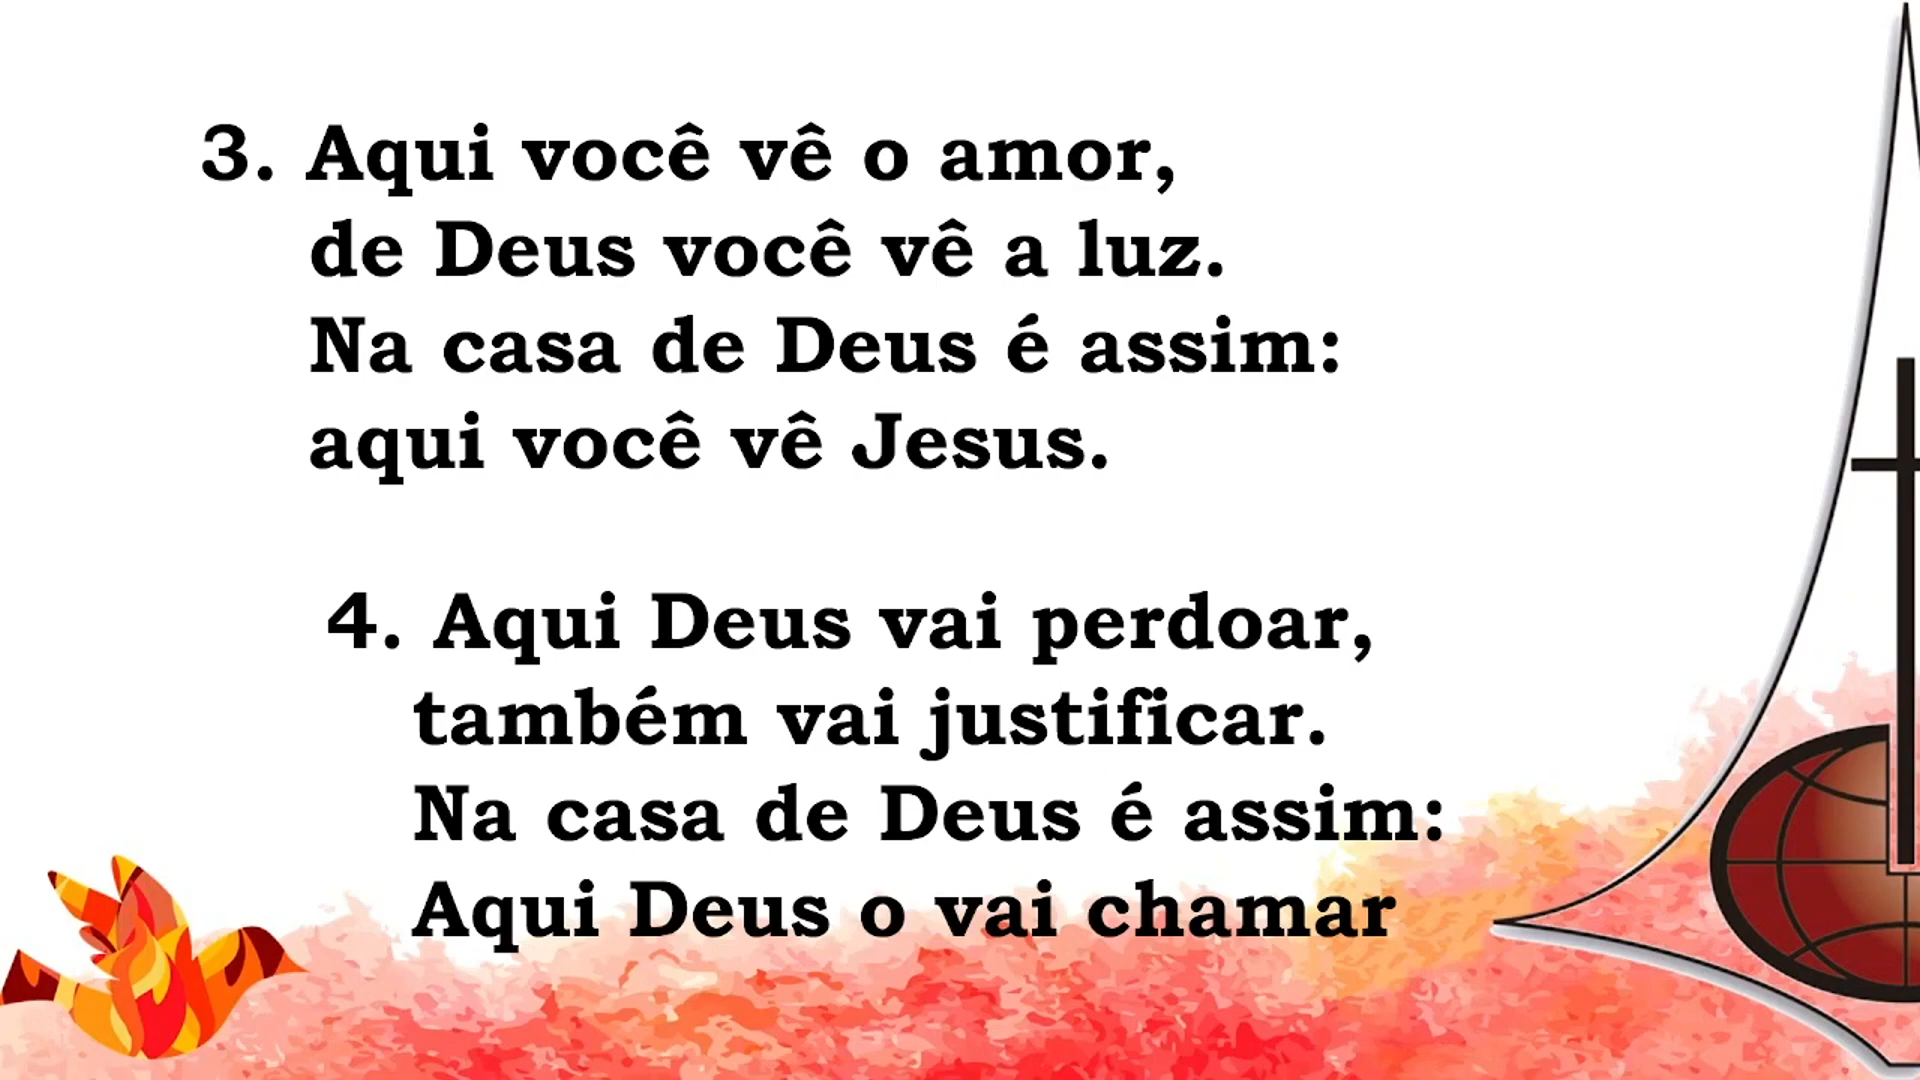 3. Aqui você vê o amor,
de Deus você vê a luz.
Na casa de Deus é assim:
aqui você vê Jesus.
4. Aqui Deus vai perdoar,
também vai justificar.
Na casa de Deus é assim:
Aqui Deus o vai chamar